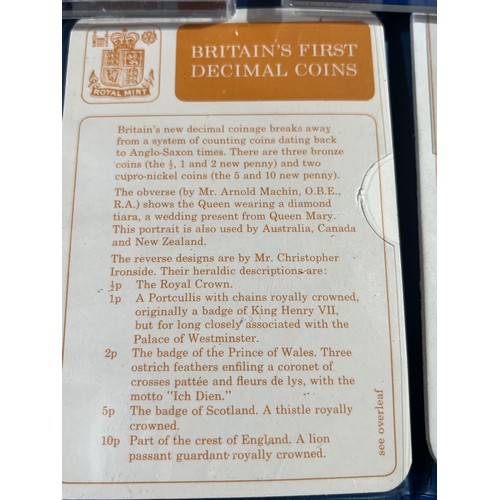 ROYAL MINT
BRITAIN'S FIRST
DECIMAL COINS
Britain's new decimal coinage breaks away
from a system of counting coins dating back
to Anglo-Saxon times. There are three bronze
coins (the ½, 1 and 2 new penny) and two
cupro-nickel coins (the 5 and 10 new penny).
The obverse (by Mr. Arnold Machin, O.B.E.,
R.A.) shows the Queen wearing a diamond
tiara, a wedding present from Queen Mary.
This portrait is also used by Australia, Canada
and New Zealand.
The reverse designs are by Mr. Christopher
Ironside. Their heraldic descriptions are:
½p The Royal Crown.
1p A Portcullis with chains royally crowned,
originally a badge of King Henry VII,
but for long closely associated with the
Palace of Westminster.
2p The badge of the Prince of Wales. Three
ostrich feathers enfiling a coronet of
crosses pattée and fleurs de lys, with the
motto "Ich Dien."
5p The badge of Scotland. A thistle royally
crowned.
10p Part of the crest of England. A lion
passant guardant royally crowned.
see overleaf